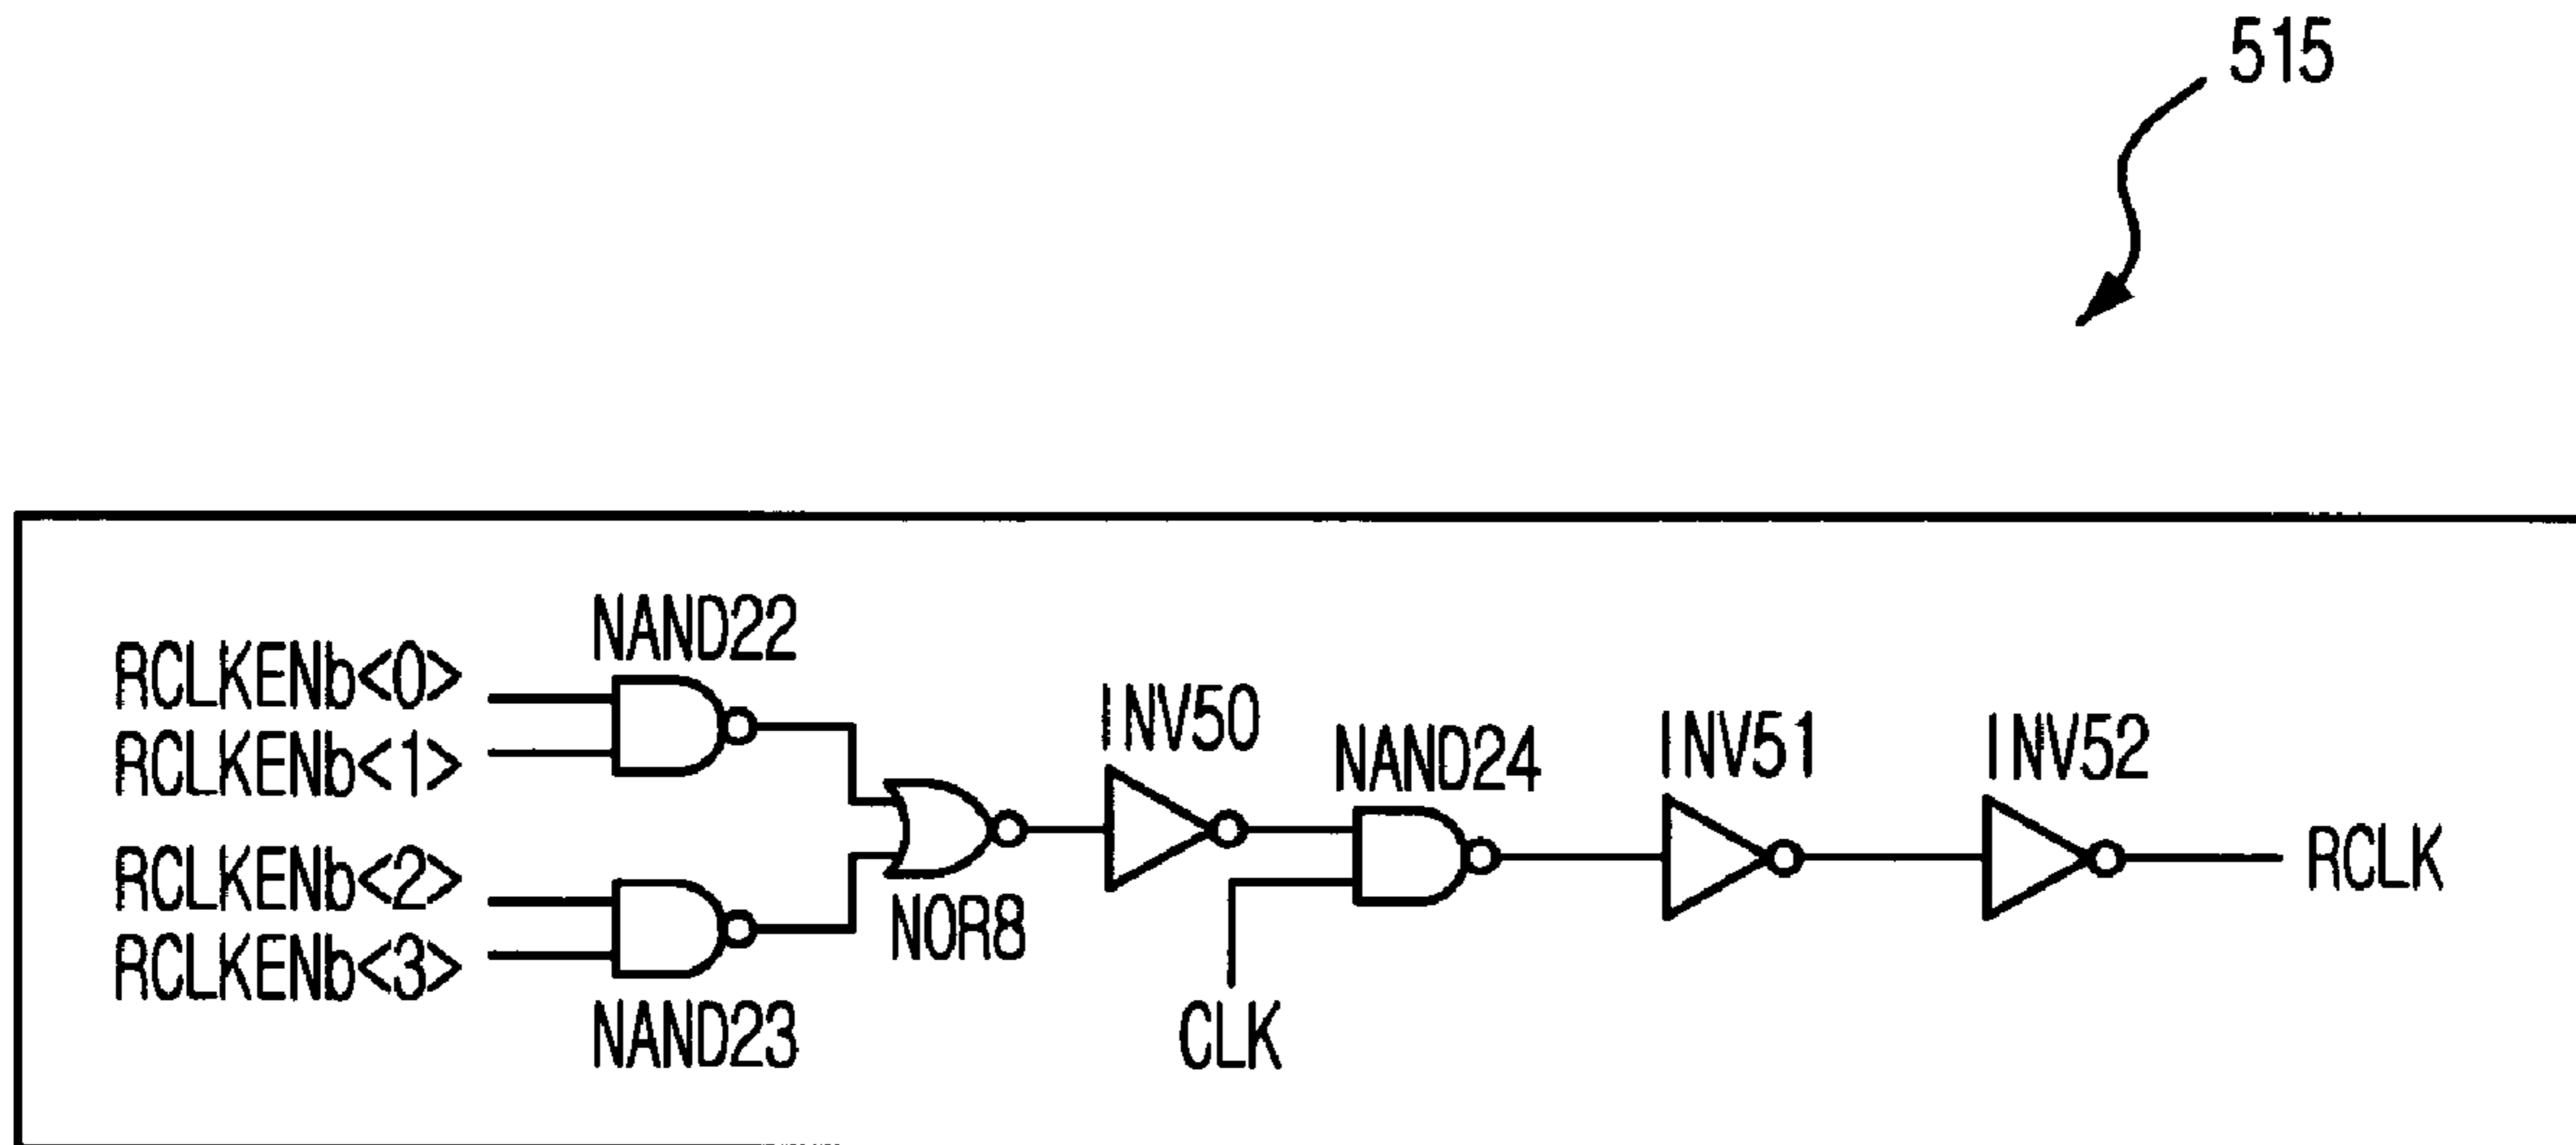 515
NAND22
RCLKENb<0>
RCLKENb<1>
RCLKENb<2>
RCLKENb<3>
NAND23
NOR8
INV50
NAND24
CLK
INV51
INV52
RCLK